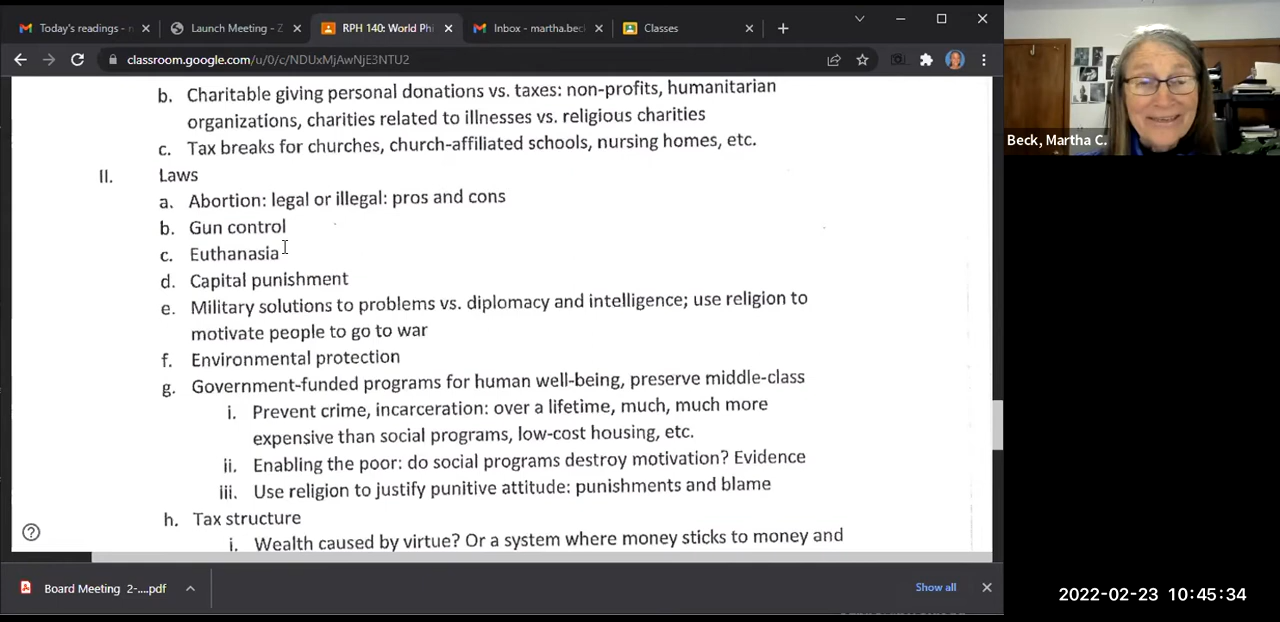 Today's readings - r
Launch Meeting - Z
RPH 140: World Phi
Inbox - martha.bec
Classes
classroom.google.com/u/0/c/NDUxMjAwNjE3NTU2
b. Charitable giving personal donations vs. taxes: non-profits, humanitarian
organizations, charities related to illnesses vs. religious charities
c. Tax breaks for churches, church-affiliated schools, nursing homes, etc.
II. Laws
a. Abortion: legal or illegal: pros and cons
b. Gun control
c. Euthanasia
d. Capital punishment
e. Military solutions to problems vs. diplomacy and intelligence; use religion to
motivate people to go to war
f. Environmental protection
g. Government-funded programs for human well-being, preserve middle-class
i. Prevent crime, incarceration: over a lifetime, much, much more
expensive than social programs, low-cost housing, etc.
ii. Enabling the poor: do social programs destroy motivation? Evidence
iii. Use religion to justify punitive attitude: punishments and blame
h. Tax structure
i. Wealth caused by virtue? Or a system where money sticks to money and
Board Meeting 2-....pdf
Show all
Beck, Martha C.
2022-02-23 10:45:34